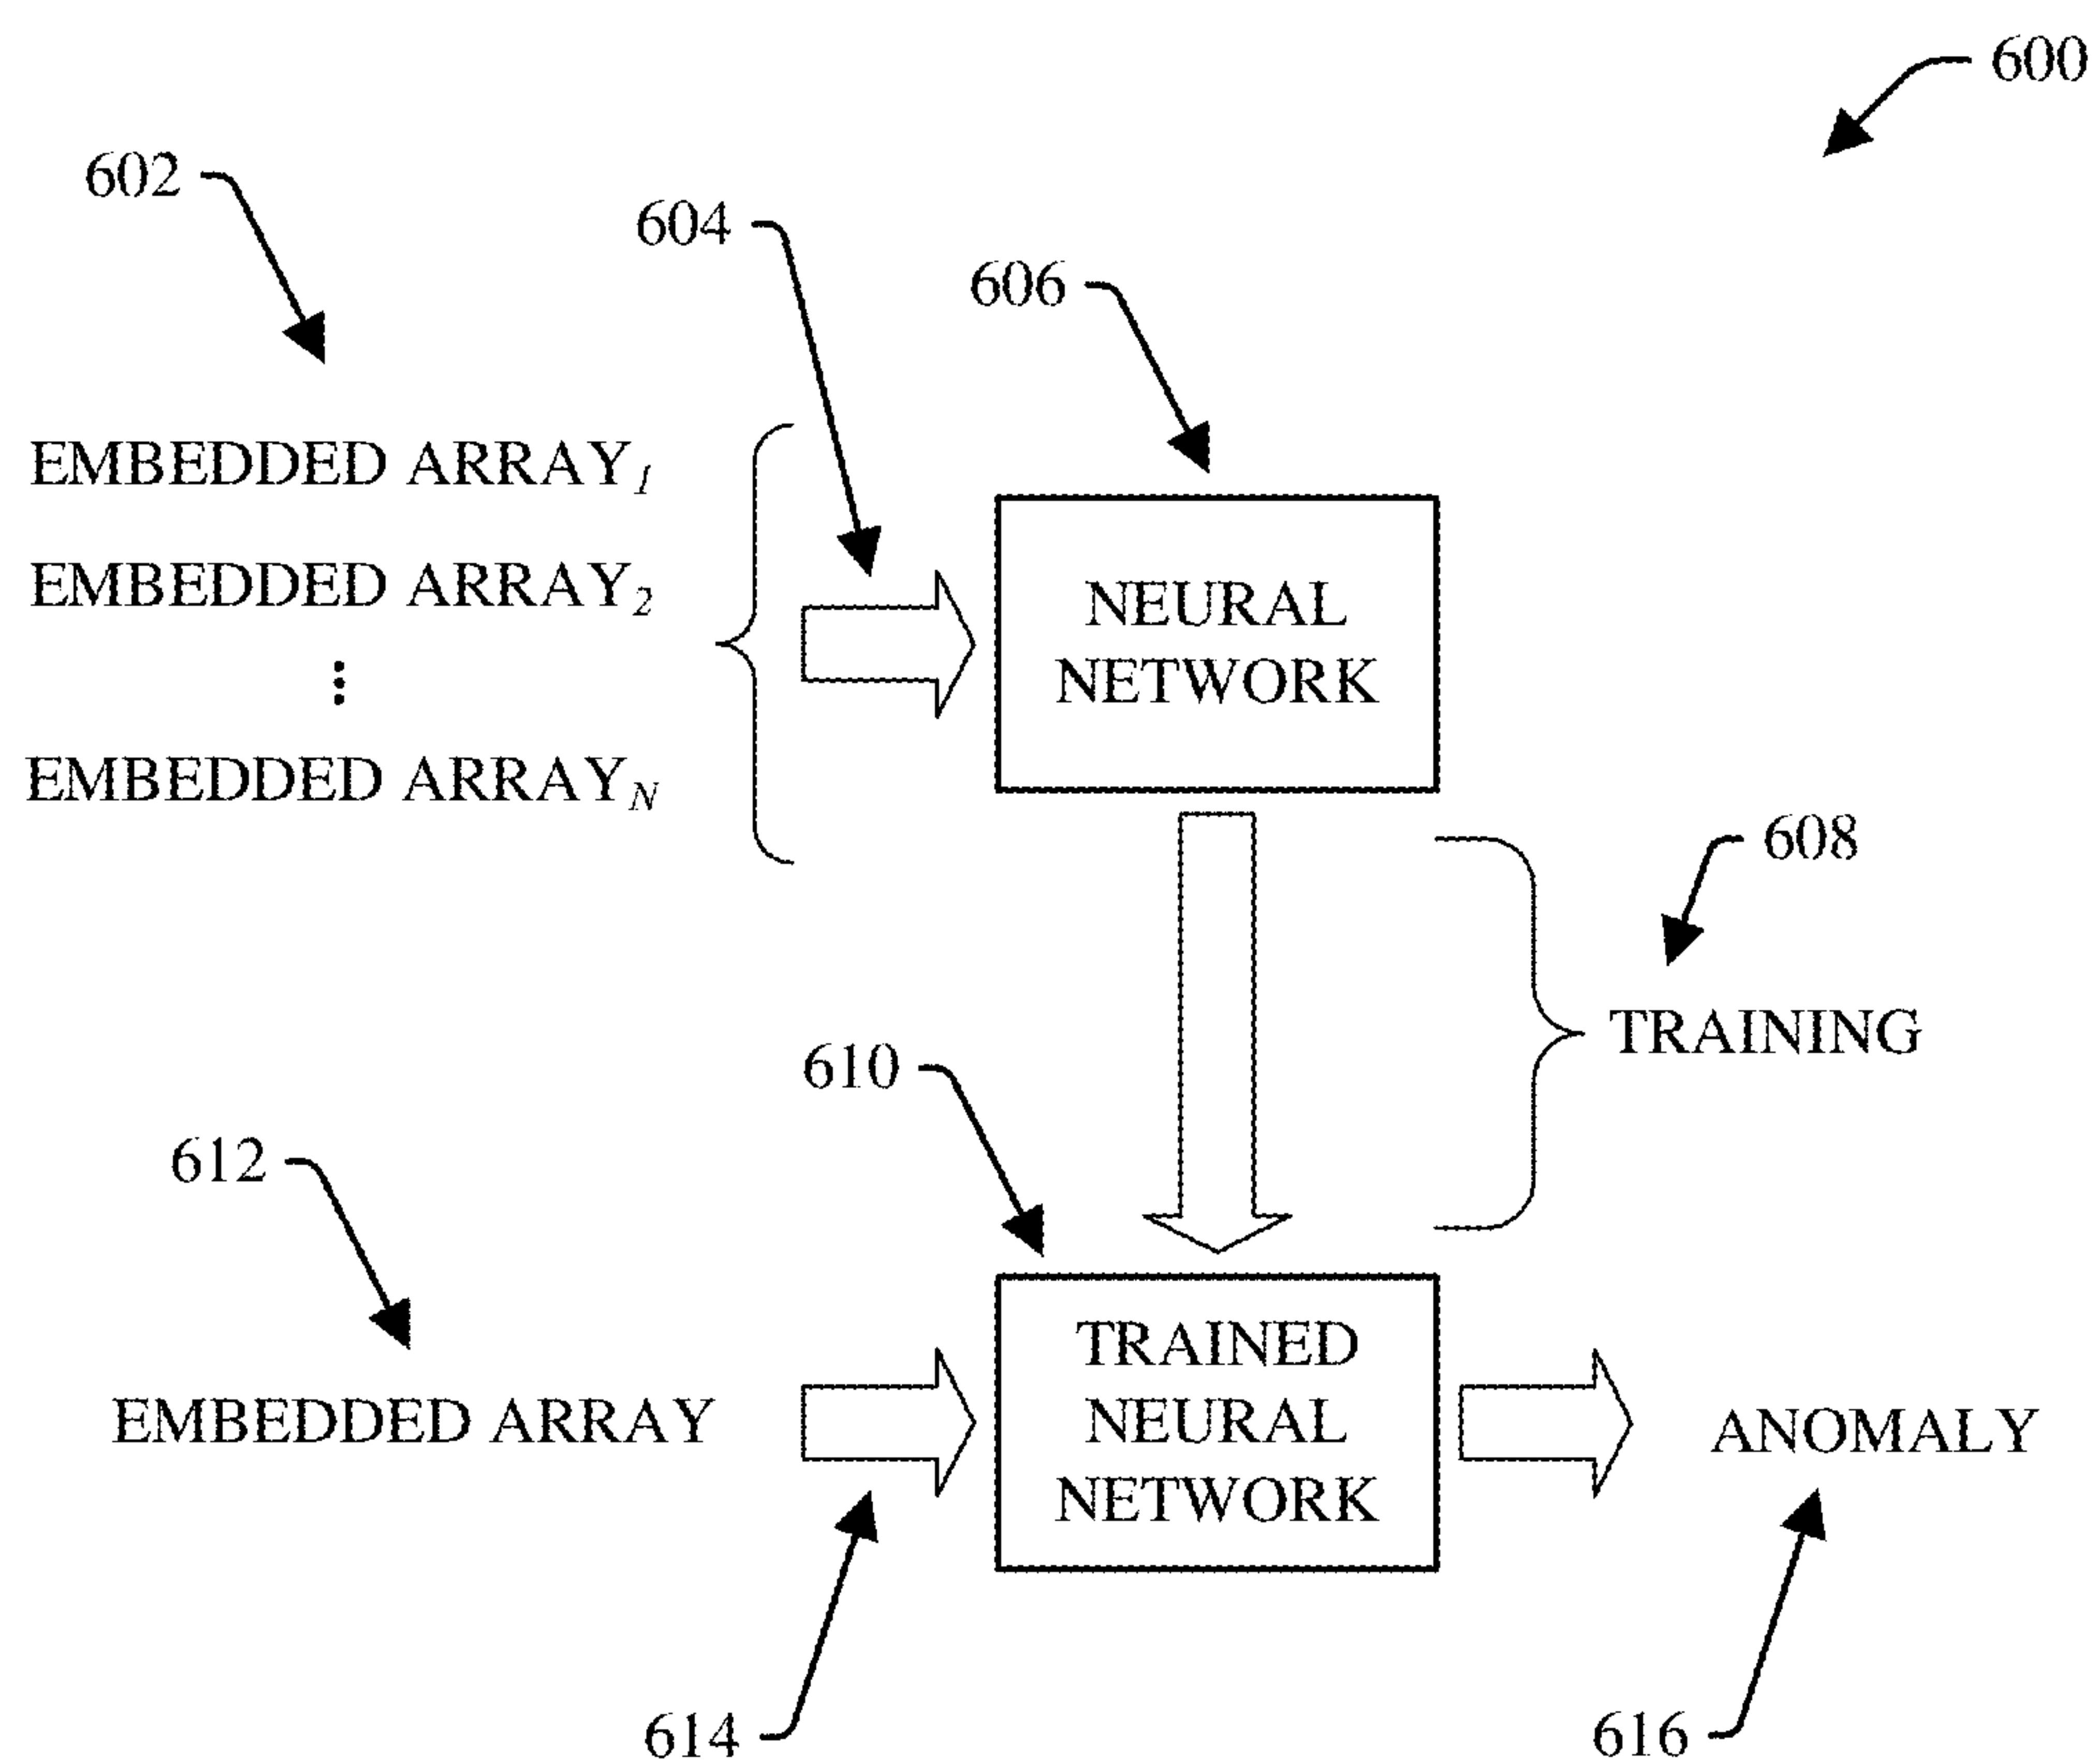 600
602
604
606
EMBEDDED ARRAY1
EMBEDDED ARRAY2
⋮
EMBEDDED ARRAYN
NEURAL
NETWORK
608
TRAINING
610
612
EMBEDDED ARRAY
TRAINED
NEURAL
NETWORK
ANOMALY
614
616